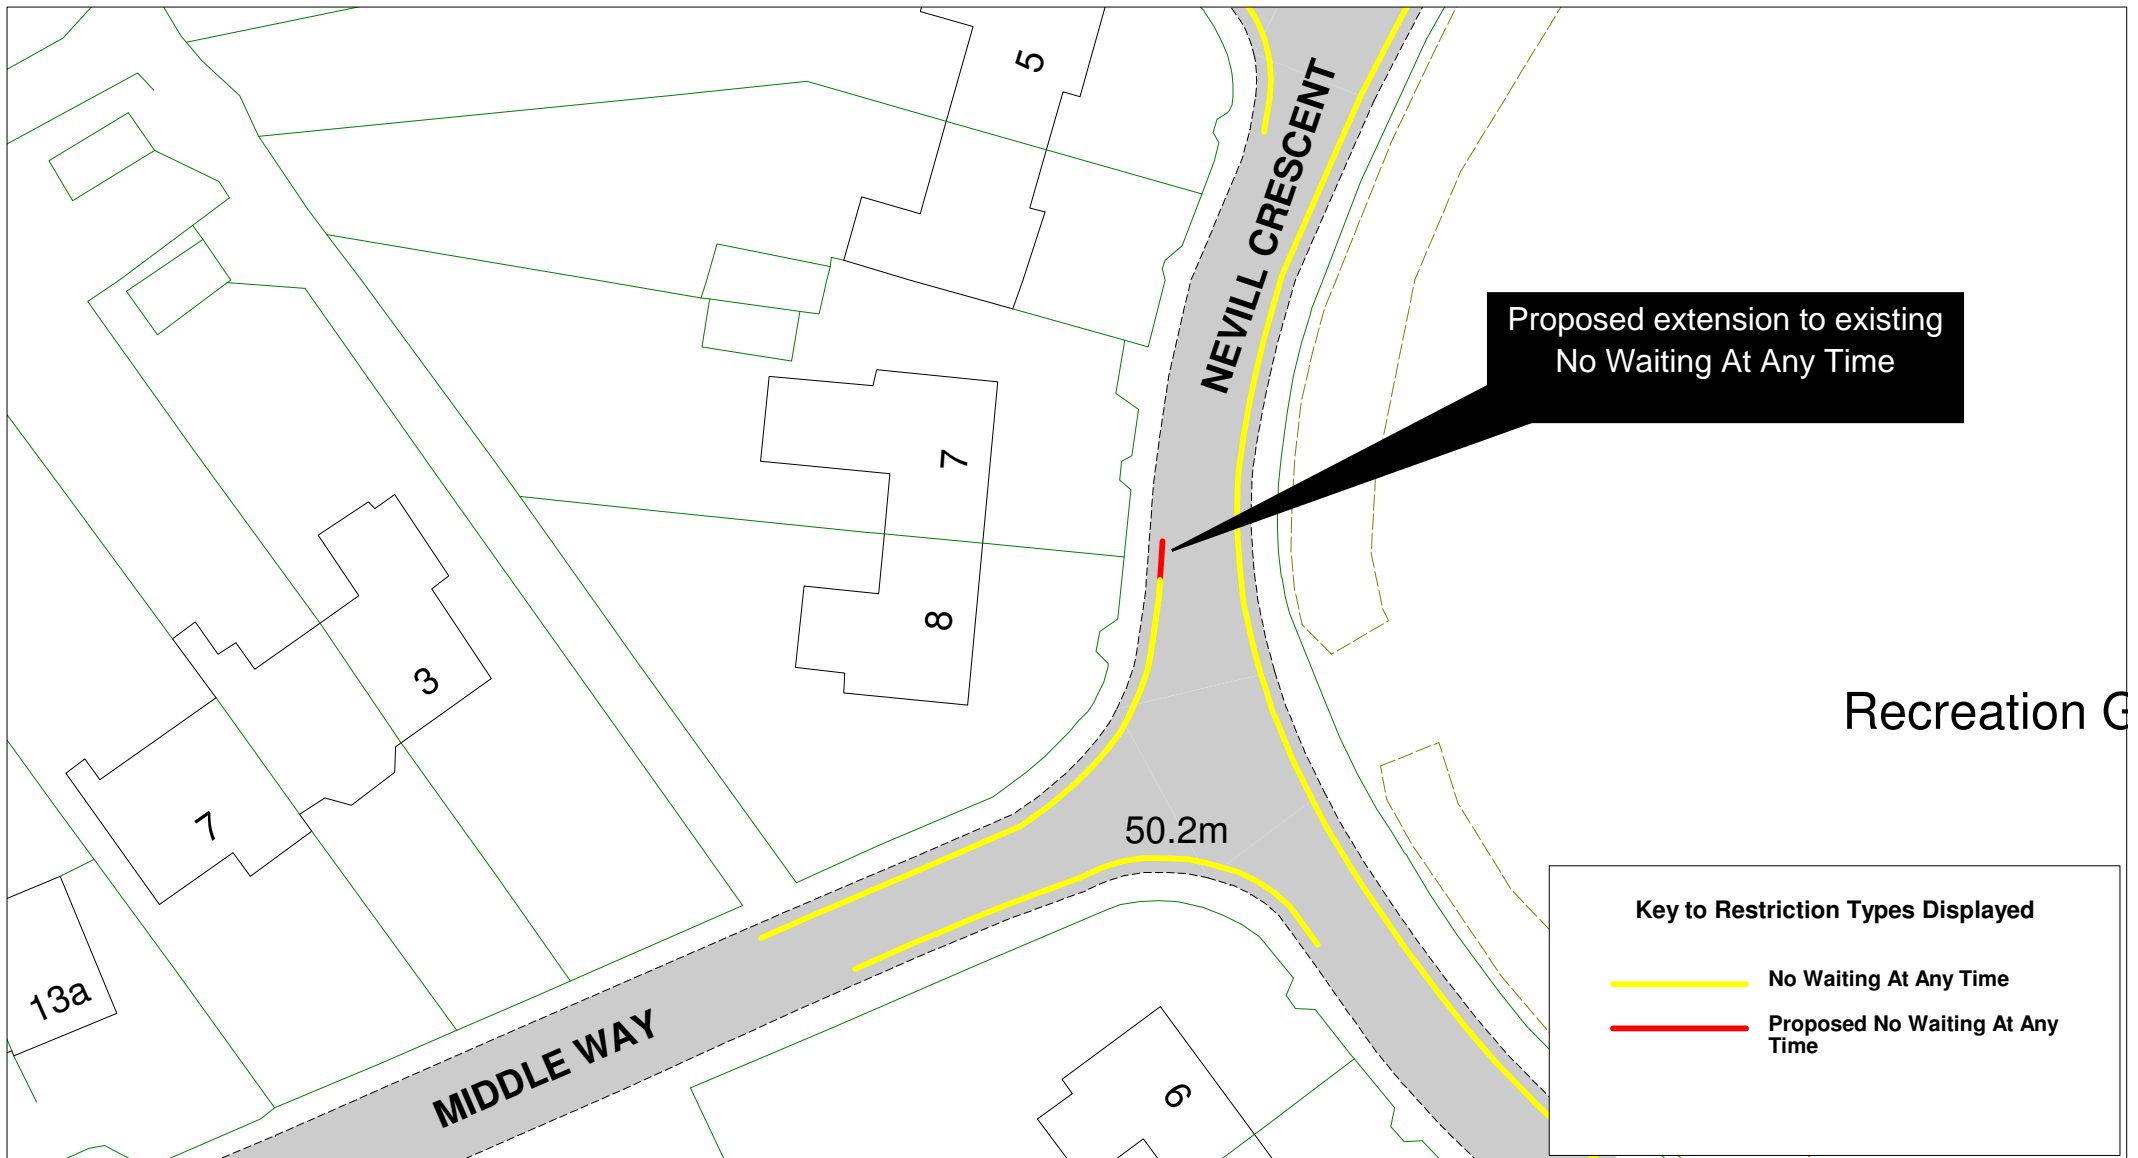 5
NEVILL CRESCENT
Proposed extension to existing
No Waiting At Any Time
7
8
3
Recreation G
7
50.2m
13a
MIDDLE WAY
6
Key to Restriction Types Displayed
No Waiting At Any Time
Proposed No Waiting At Any
Time